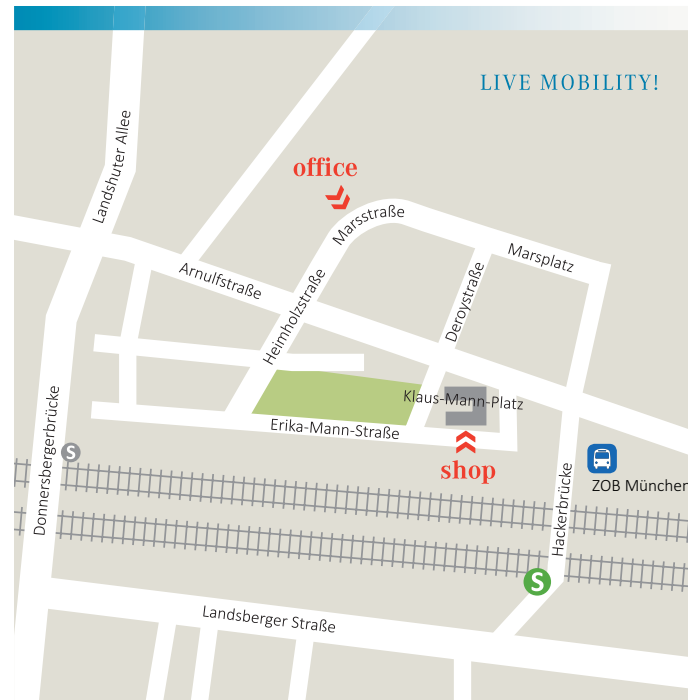 LIVE MOBILITY!
Landshuter Allee
office
Marsstraße
Marsplatz
Arnulfstraße
Heimholzstraße
Deroystraße
Klaus-Mann-Platz
Erika-Mann-Straße
Donnersbergerbrücke
S
shop
Hackerbrücke
ZOB München
S
Landsberger Straße